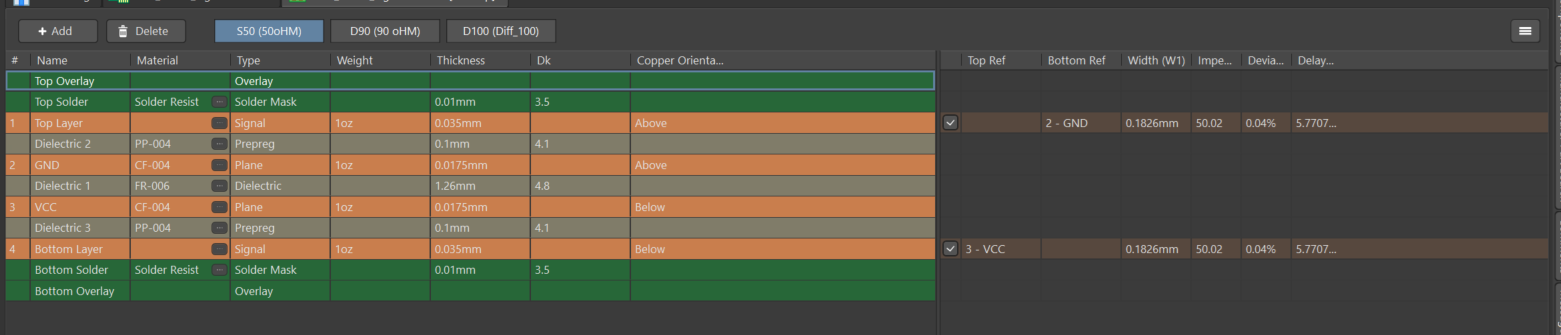 + Add Delete S50 (50oHM) D90 (90 oHM) D100 (Diff_100)
# Name Material Type Weight Thickness Dk Copper Orienta... Top Ref Bottom Ref Width (W1) Impe... Devia... Delay...
Top Overlay Overlay
Top Solder Solder Resist ... Solder Mask 0.01mm 3.5
1 Top Layer ... Signal 1oz 0.035mm Above 2 - GND 0.1826mm 50.02 0.04% 5.7707...
Dielectric 2 PP-004 ... Prepreg 0.1mm 4.1
2 GND CF-004 ... Plane 1oz 0.0175mm Above
Dielectric 1 FR-006 ... Dielectric 1.26mm 4.8
3 VCC CF-004 ... Plane 1oz 0.0175mm Below
Dielectric 3 PP-004 ... Prepreg 0.1mm 4.1
4 Bottom Layer ... Signal 1oz 0.035mm Below 3 - VCC 0.1826mm 50.02 0.04% 5.7707...
Bottom Solder Solder Resist ... Solder Mask 0.01mm 3.5
Bottom Overlay Overlay